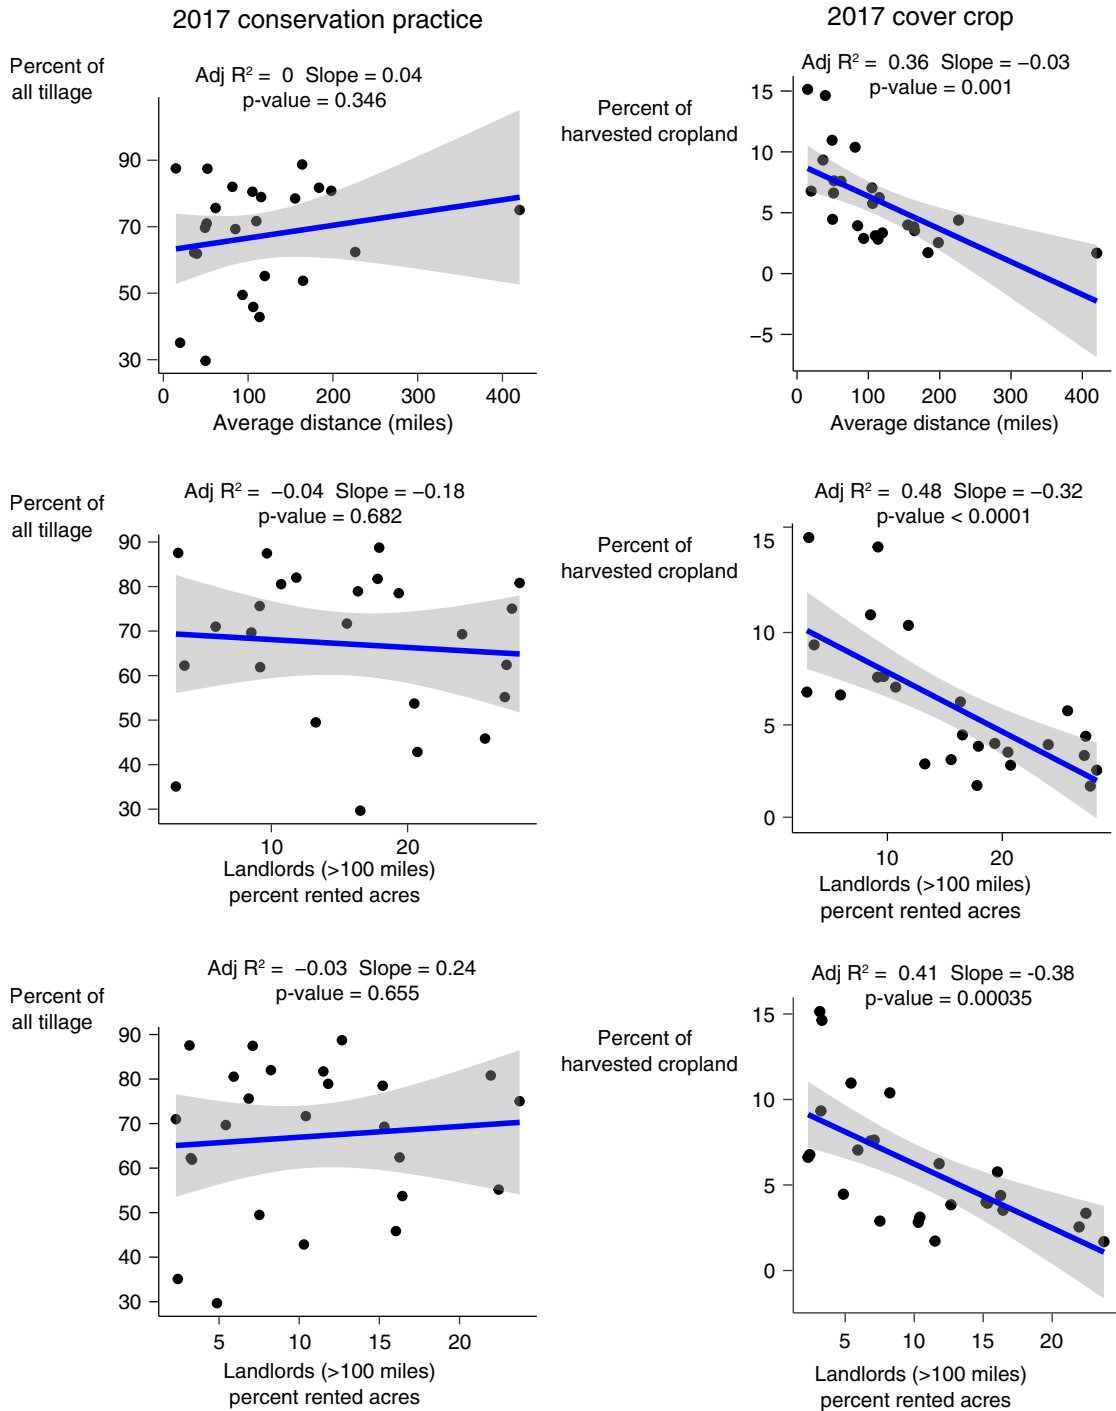 2017 conservation practice
2017 cover crop
Percent of
all tillage
Adj R² = 0 Slope = 0.04
p-value = 0.346
90
70
50
30
0 100 200 300 400
Average distance (miles)
Percent of
harvested cropland
Adj R² = 0.36 Slope = −0.03
p-value = 0.001
15
10
5
0
−5
0 100 200 300 400
Average distance (miles)
Percent of
all tillage
Adj R² = −0.04 Slope = −0.18
p-value = 0.682
90
80
70
60
50
40
30
10 20
Landlords (>100 miles)
percent rented acres
Percent of
harvested cropland
Adj R² = 0.48 Slope = −0.32
p-value < 0.0001
15
10
5
0
10 20
Landlords (>100 miles)
percent rented acres
Percent of
all tillage
Adj R² = −0.03 Slope = 0.24
p-value = 0.655
90
80
70
60
50
40
30
5 10 15 20
Landlords (>100 miles)
percent rented acres
Percent of
harvested cropland
Adj R² = 0.41 Slope = -0.38
p-value = 0.00035
15
10
5
0
5 10 15 20
Landlords (>100 miles)
percent rented acres